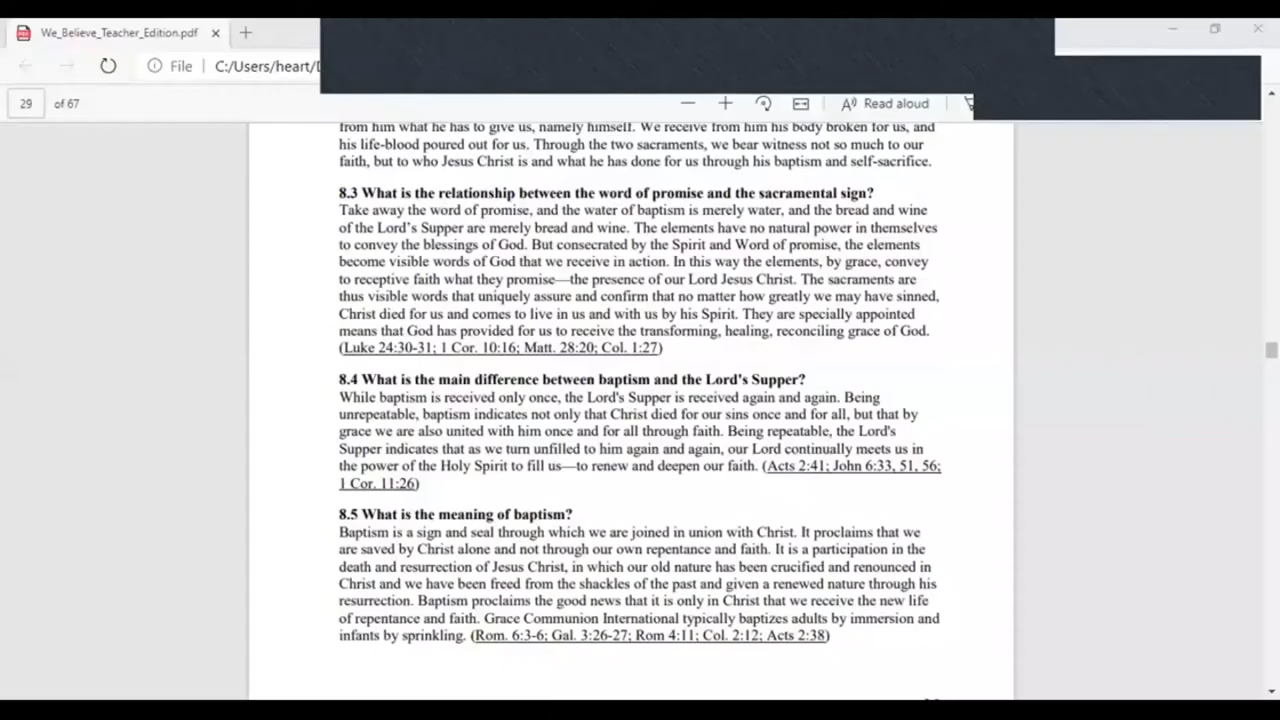 We_Believe_Teacher_Edition.pdf
File C:/Users/heart/
29 of 67
Read aloud
from him what he has to give us, namely himself. We receive from him his body broken for us, and
his life-blood poured out for us. Through the two sacraments, we bear witness not so much to our
faith, but to who Jesus Christ is and what he has done for us through his baptism and self-sacrifice.
8.3 What is the relationship between the word of promise and the sacramental sign?
Take away the word of promise, and the water of baptism is merely water, and the bread and wine
of the Lord's Supper are merely bread and wine. The elements have no natural power in themselves
to convey the blessings of God. But consecrated by the Spirit and Word of promise, the elements
become visible words of God that we receive in action. In this way the elements, by grace, convey
to receptive faith what they promise—the presence of our Lord Jesus Christ. The sacraments are
thus visible words that uniquely assure and confirm that no matter how greatly we may have sinned,
Christ died for us and comes to live in us and with us by his Spirit. They are specially appointed
means that God has provided for us to receive the transforming, healing, reconciling grace of God.
(Luke 24:30-31; 1 Cor. 10:16; Matt. 28:20; Col. 1:27)
8.4 What is the main difference between baptism and the Lord's Supper?
While baptism is received only once, the Lord's Supper is received again and again. Being
unrepeatable, baptism indicates not only that Christ died for our sins once and for all, but that by
grace we are also united with him once and for all through faith. Being repeatable, the Lord's
Supper indicates that as we turn unfilled to him again and again, our Lord continually meets us in
the power of the Holy Spirit to fill us—to renew and deepen our faith. (Acts 2:41; John 6:33, 51, 56;
1 Cor. 11:26)
8.5 What is the meaning of baptism?
Baptism is a sign and seal through which we are joined in union with Christ. It proclaims that we
are saved by Christ alone and not through our own repentance and faith. It is a participation in the
death and resurrection of Jesus Christ, in which our old nature has been crucified and renounced in
Christ and we have been freed from the shackles of the past and given a renewed nature through his
resurrection. Baptism proclaims the good news that it is only in Christ that we receive the new life
of repentance and faith. Grace Communion International typically baptizes adults by immersion and
infants by sprinkling. (Rom. 6:3-6; Gal. 3:26-27; Rom 4:11; Col. 2:12; Acts 2:38)